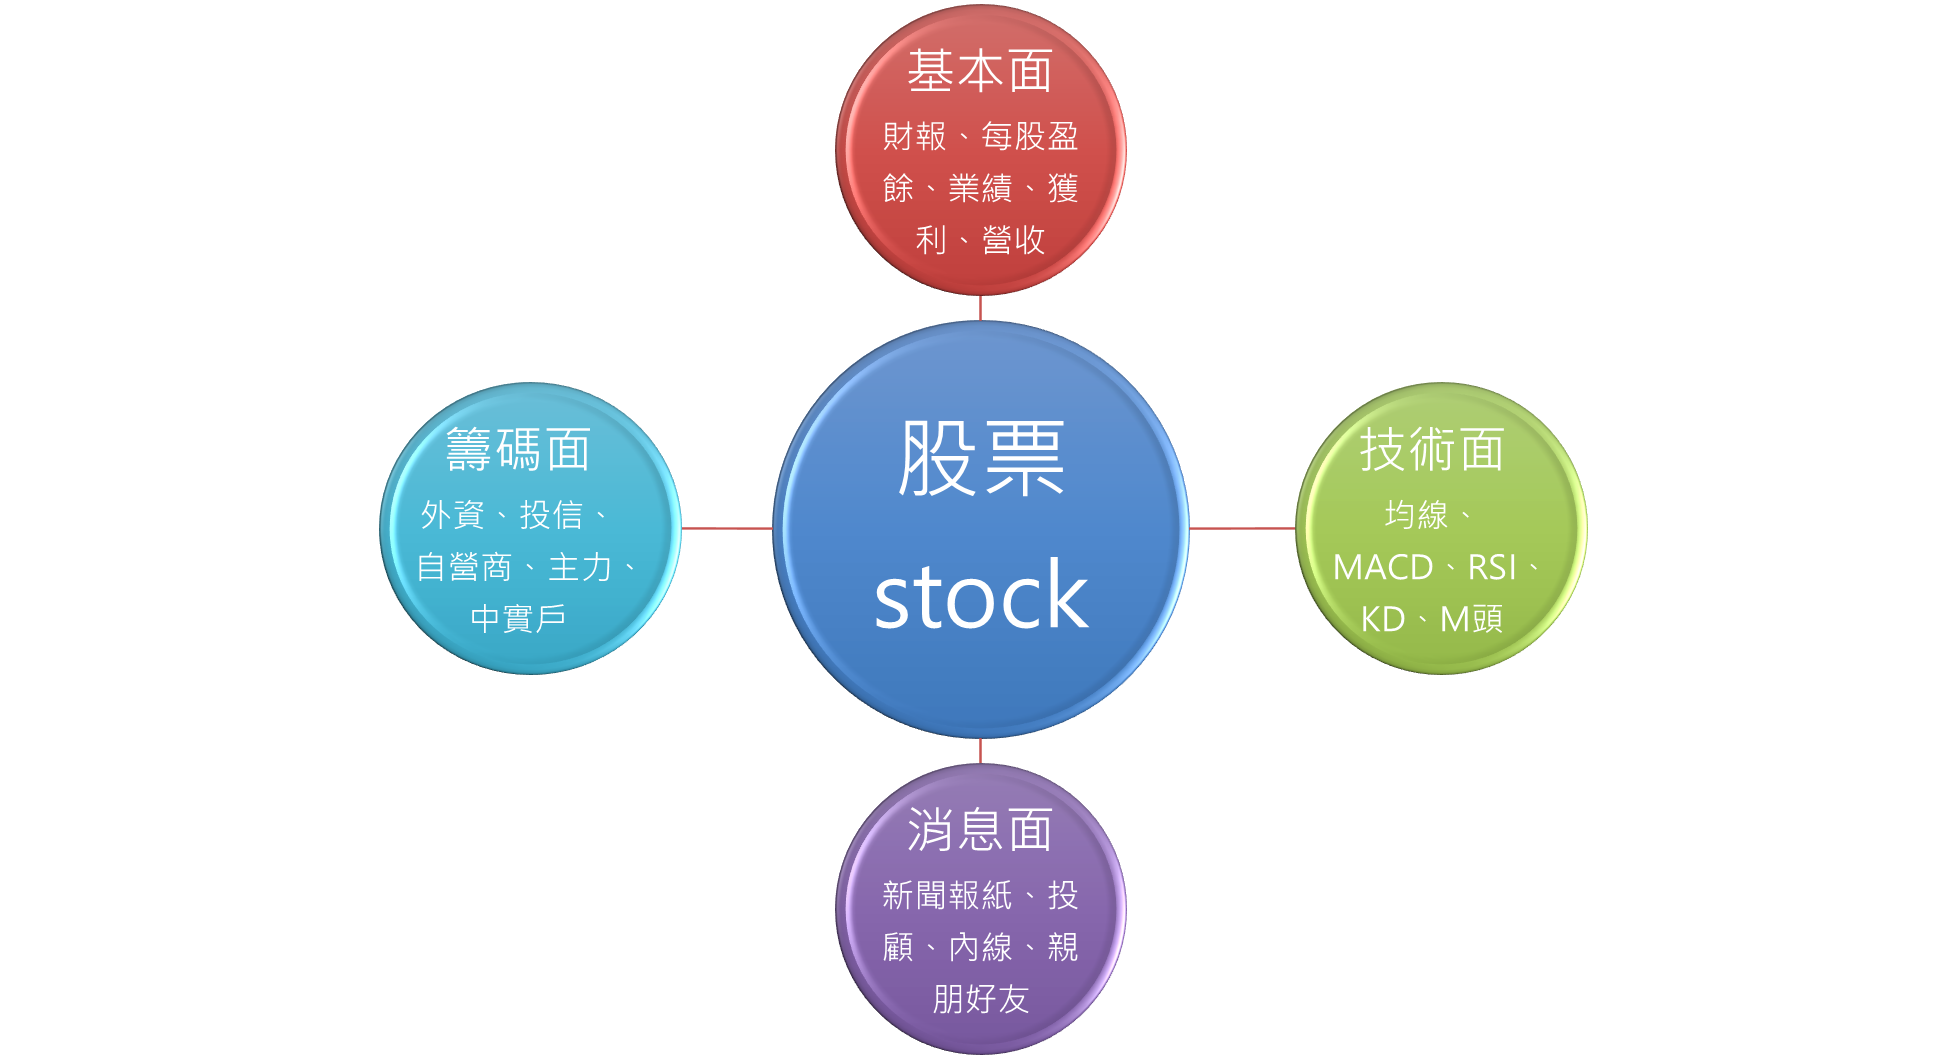 基本面
財報、每股盈
餘、業績、獲
利、營收
籌碼面
外資、投信、
自營商、主力、
中實戶
股票
stock
技術面
均線、
MACD、RSI、
KD、M頭
消息面
新聞報紙、投
顧、內線、親
朋好友